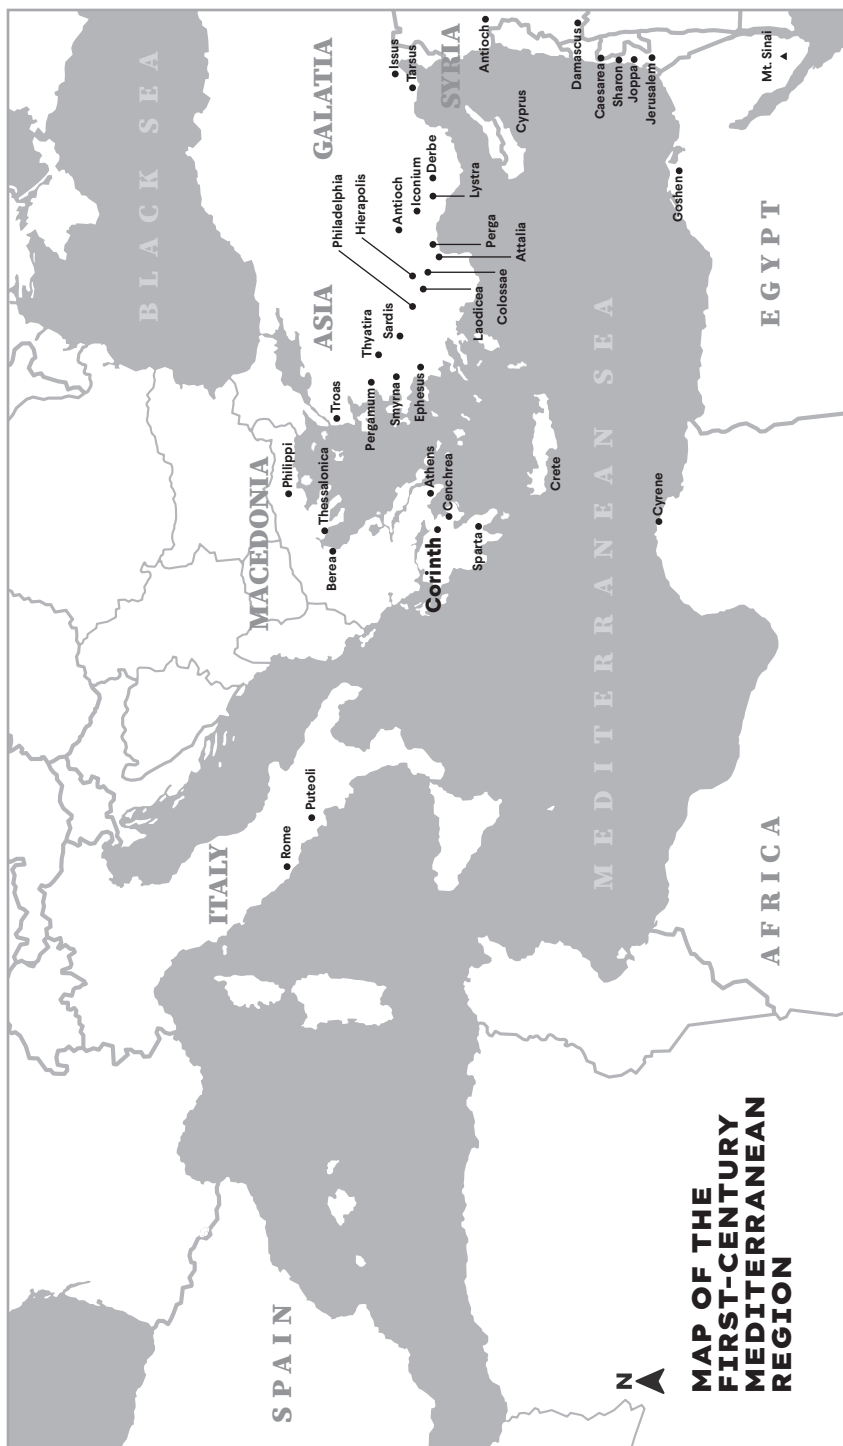 BLACK SEA
MACEDONIA
ASIA
GALATIA
SYRIA
ITALY
SPAIN
MEDITERRANEAN SEA
AFRICA
EGYPT
Rome
Puteoli
Philippi
Thessalonica
Berea
Troas
Pergamum
Thyatira
Smyrna
Sardis
Ephesus
Philadelphia
Hierapolis
Antioch
Iconium
Derbe
Lystra
Perga
Attalia
Colossae
Laodicea
Issus
Tarsus
Antioch
Cyprus
Athens
Cenchrea
Corinth
Sparta
Crete
Cyrene
Damascus
Caesarea
Sharon
Joppa
Jerusalem
Goshen
Mt. Sinai
N
MAP OF THE
FIRST-CENTURY
MEDITERRANEAN
REGION